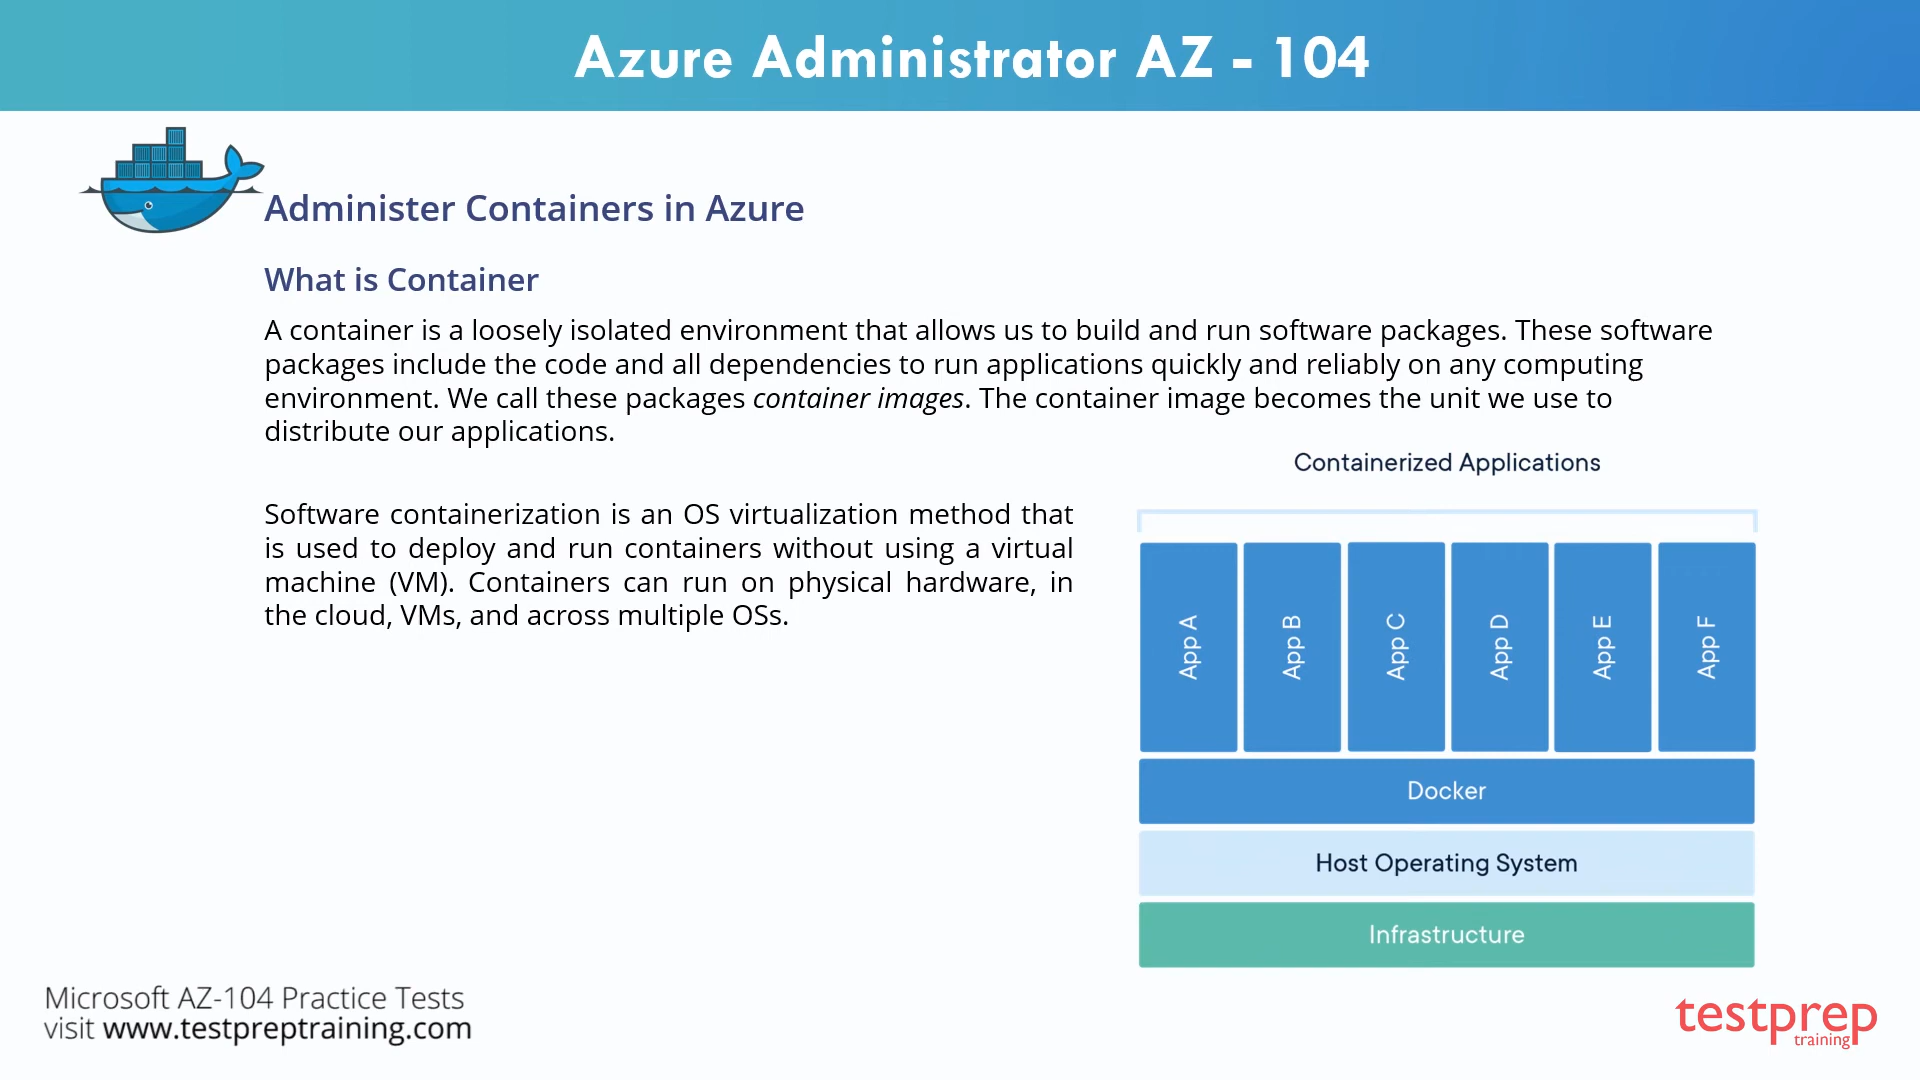 Azure Administrator AZ - 104
Administer Containers in Azure
What is Container
A container is a loosely isolated environment that allows us to build and run software packages. These software
packages include the code and all dependencies to run applications quickly and reliably on any computing
environment. We call these packages container images. The container image becomes the unit we use to
distribute our applications.
Software containerization is an OS virtualization method that
is used to deploy and run containers without using a virtual
machine (VM). Containers can run on physical hardware, in
the cloud, VMs, and across multiple OSs.
Containerized Applications
App A
App B
App C
App D
App E
App F
Docker
Host Operating System
Infrastructure
Microsoft AZ-104 Practice Tests
visit www.testpreptraining.com
testprep
training